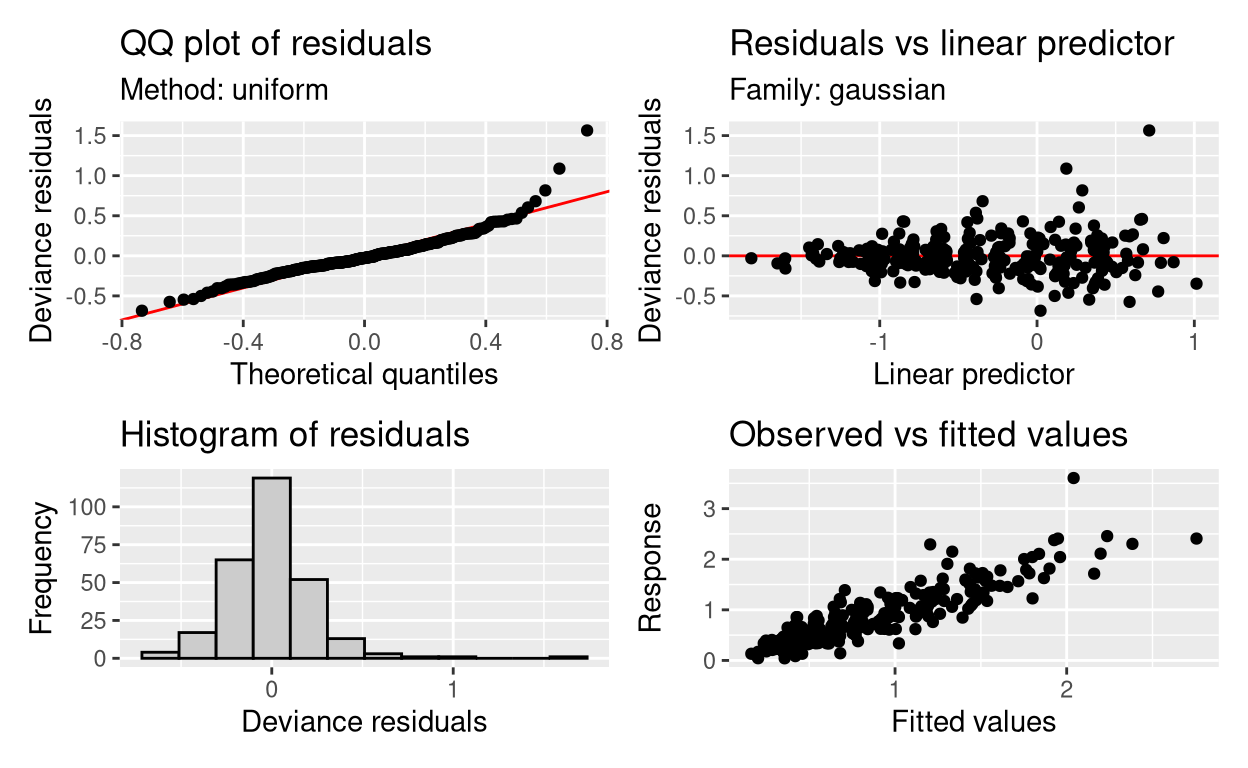 QQ plot of residuals
Method: uniform
Deviance residuals
1.5
1.0
0.5
0.0
-0.5
-0.8
-0.4
0.0
0.4
0.8
Theoretical quantiles
Residuals vs linear predictor
Family: gaussian
Deviance residuals
1.5
1.0
0.5
0.0
-0.5
-1
0
1
Linear predictor
Histogram of residuals
Frequency
100
75
50
25
0
0
1
Deviance residuals
Observed vs fitted values
Response
3
2
1
0
1
2
Fitted values